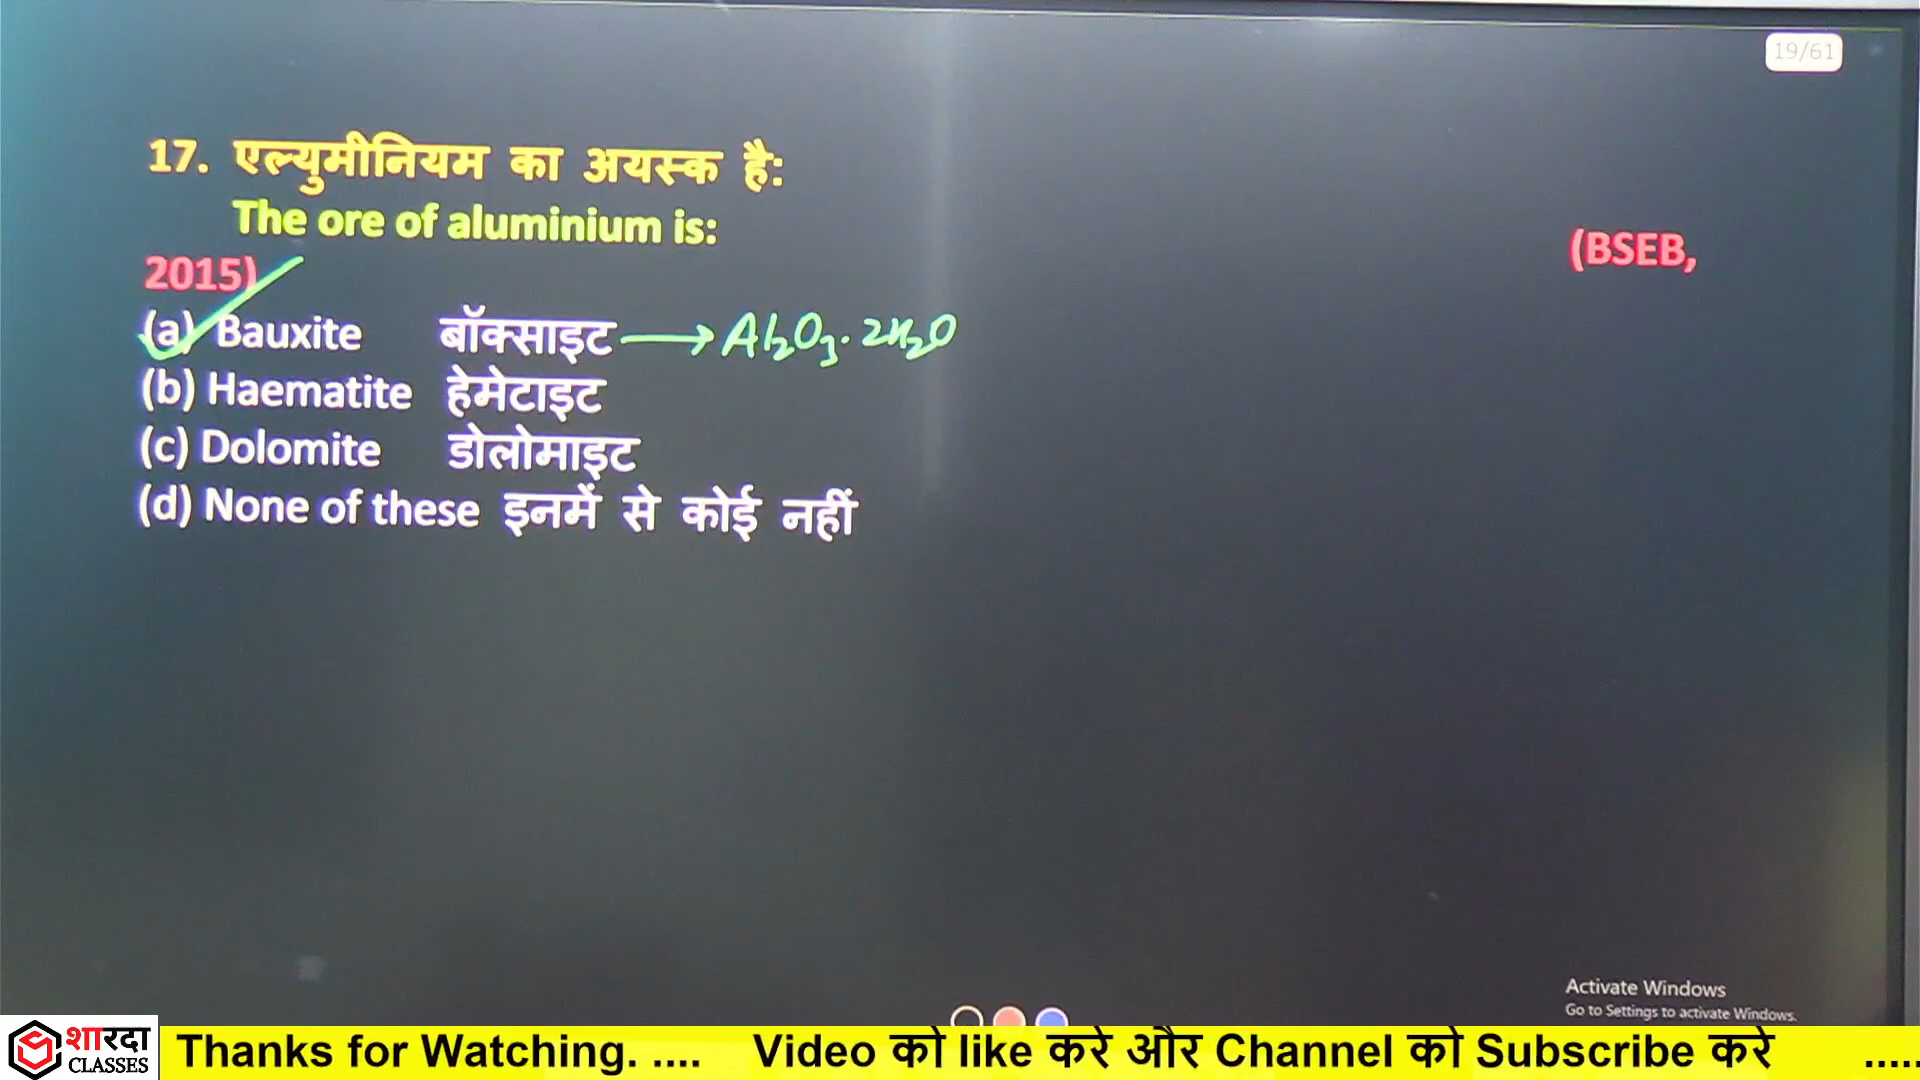 19/61
17. एल्युमीनियम का अयस्क है:
The ore of aluminium is:
(BSEB,
2015)
(a) Bauxite बॉक्साइट → Al₂O₃. 2H₂O
(b) Haematite हेमेटाइट
(c) Dolomite डोलोमाइट
(d) None of these इनमें से कोई नहीं
Activate Windows
Go to Settings to activate Windows.
शारदा
CLASSES
Thanks for Watching. .... Video को like करे और Channel को Subscribe करे .....